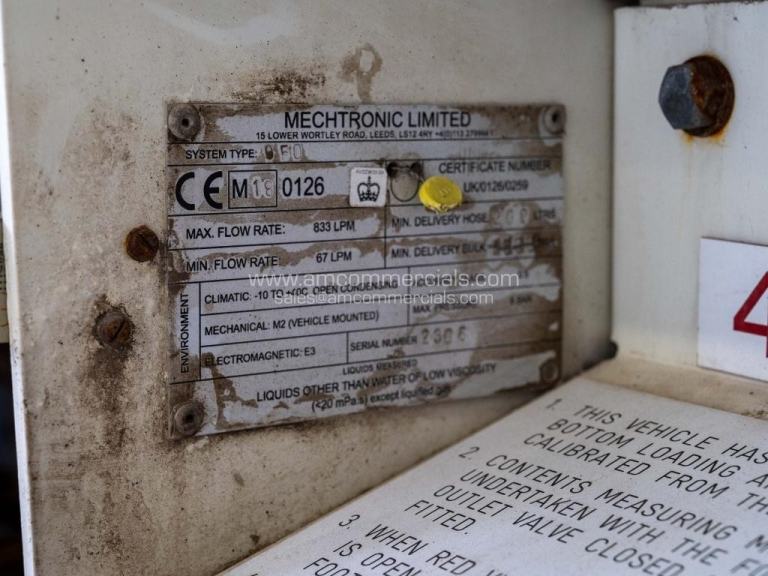 MECHTRONIC LIMITED
15 LOWER WORTLEY ROAD, LEEDS, LS12 4NY
SYSTEM TYPE:
CE M18 0126
CERTIFICATE NUMBER
UK/0126/0259
MAX. FLOW RATE: 833 LPM
MIN. DELIVERY HOSE
MIN. FLOW RATE: 67 LPM
MIN. DELIVERY BULK
www.amcommercials.com
sales@amcommercials.com
ENVIRONMENT
CLIMATIC: -10 TO +40C, OPEN CONDENSING
MECHANICAL: M2 (VEHICLE MOUNTED)
ELECTROMAGNETIC: E3
SERIAL NUMBER 2306
LIQUIDS MEASURED
LIQUIDS OTHER THAN WATER OF LOW VISCOSITY
(<20 mPa.s) except liquified gas
4
1. THIS VEHICLE HAS
BOTTOM LOADING
CALIBRATED FROM
2. CONTENTS MEASURING
UNDERTAKEN WITH THE
OUTLET VALVE CLOSED
FITTED.
3. WHEN RED
IS OPEN